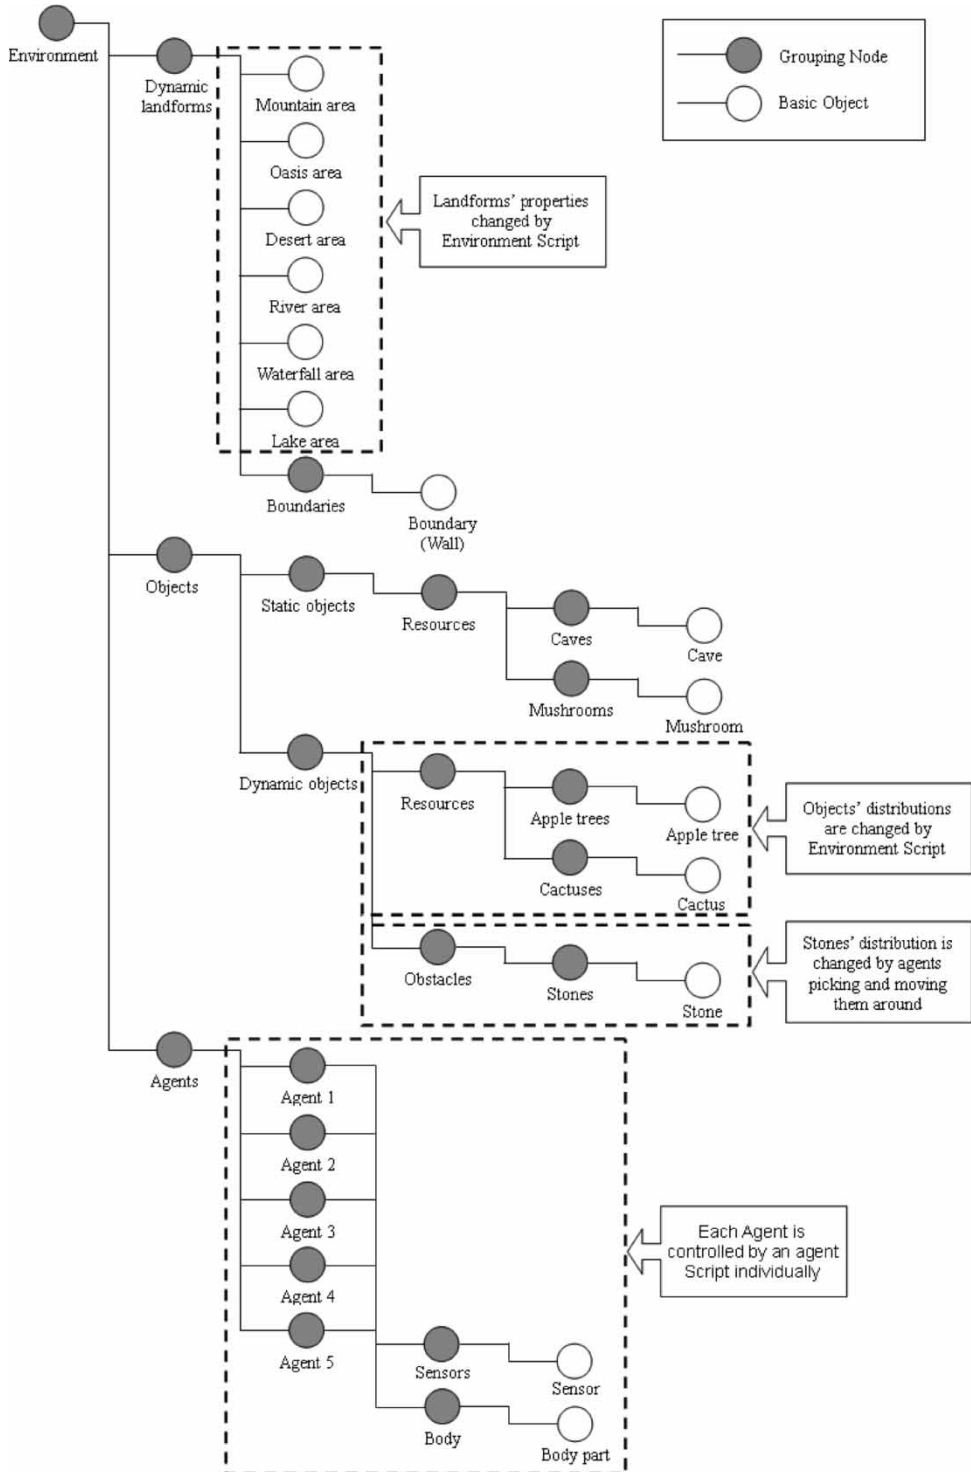 Environment
Dynamic
landforms
Mountain area
Oasis area
Desert area
River area
Waterfall area
Lake area
Boundaries
Boundary
(Wall)
Grouping Node
Basic Object
Landforms' properties
changed by
Environment Script
Objects
Static objects
Resources
Caves
Cave
Mushrooms
Mushroom
Dynamic objects
Resources
Apple trees
Apple tree
Cactuses
Cactus
Objects' distributions
are changed by
Environment Script
Obstacles
Stones
Stone
Stones' distribution is
changed by agents
picking and moving
them around
Agents
Agent 1
Agent 2
Agent 3
Agent 4
Agent 5
Each Agent is
controlled by an agent
Script individually
Sensors
Sensor
Body
Body part